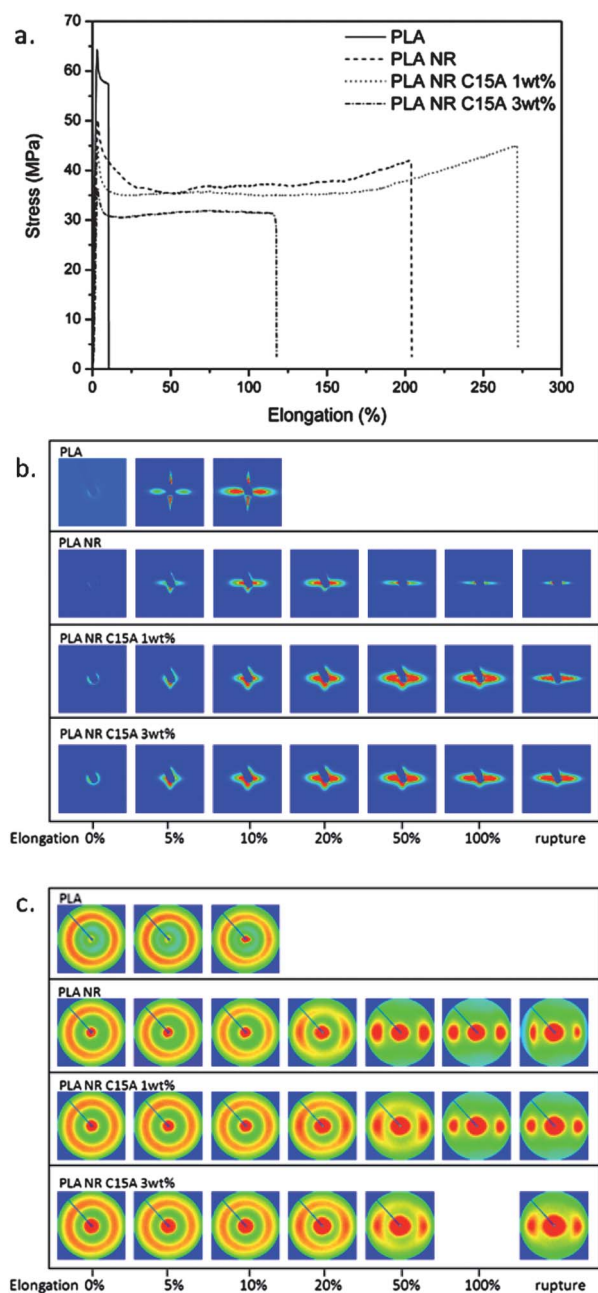 a.
70
60
50
40
30
20
10
0
Stress (MPa)
PLA
PLA NR
PLA NR C15A 1wt%
PLA NR C15A 3wt%
0 50 100 150 200 250 300
Elongation (%)
b.
PLA
PLA NR
PLA NR C15A 1wt%
PLA NR C15A 3wt%
Elongation 0% 5% 10% 20% 50% 100% rupture
c.
PLA
PLA NR
PLA NR C15A 1wt%
PLA NR C15A 3wt%
Elongation 0% 5% 10% 20% 50% 100% rupture